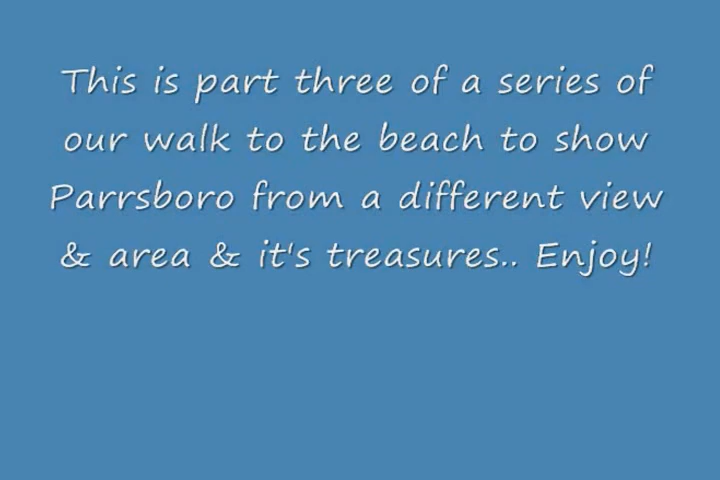 This is part three of a series of
our walk to the beach to show
Parrsboro from a different view
& area & it's treasures.. Enjoy!